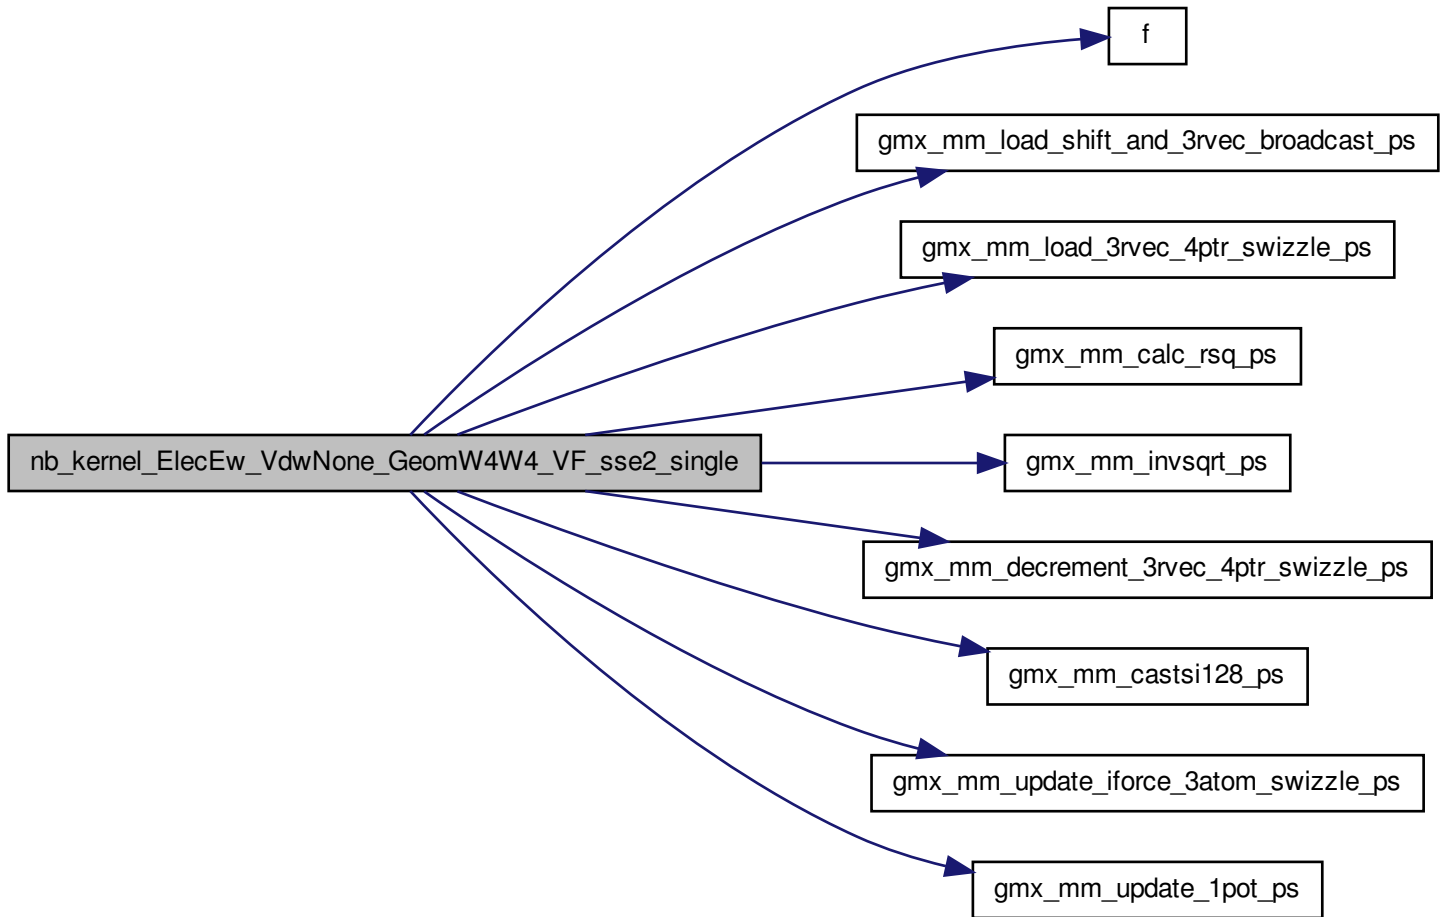 f
gmx_mm_load_shift_and_3rvec_broadcast_ps
gmx_mm_load_3rvec_4ptr_swizzle_ps
gmx_mm_calc_rsq_ps
nb_kernel_ElecEw_VdwNone_GeomW4W4_VF_sse2_single
gmx_mm_invsqrt_ps
gmx_mm_decrement_3rvec_4ptr_swizzle_ps
gmx_mm_castsi128_ps
gmx_mm_update_iforce_3atom_swizzle_ps
gmx_mm_update_1pot_ps